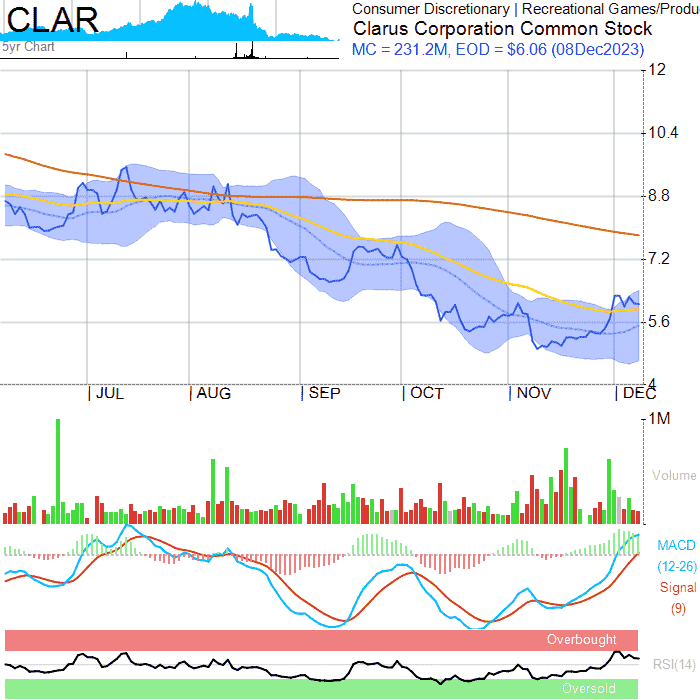 CLAR
5yr Chart
Consumer Discretionary | Recreational Games/Produ
Clarus Corporation Common Stock
MC = 231.2M, EOD = $6.06 (08Dec2023)
12
10.4
8.8
7.2
5.6
4
JUL
AUG
SEP
OCT
NOV
DEC
1M
Volume
MACD
(12-26)
Signal
(9)
Overbought
RSI(14)
Oversold